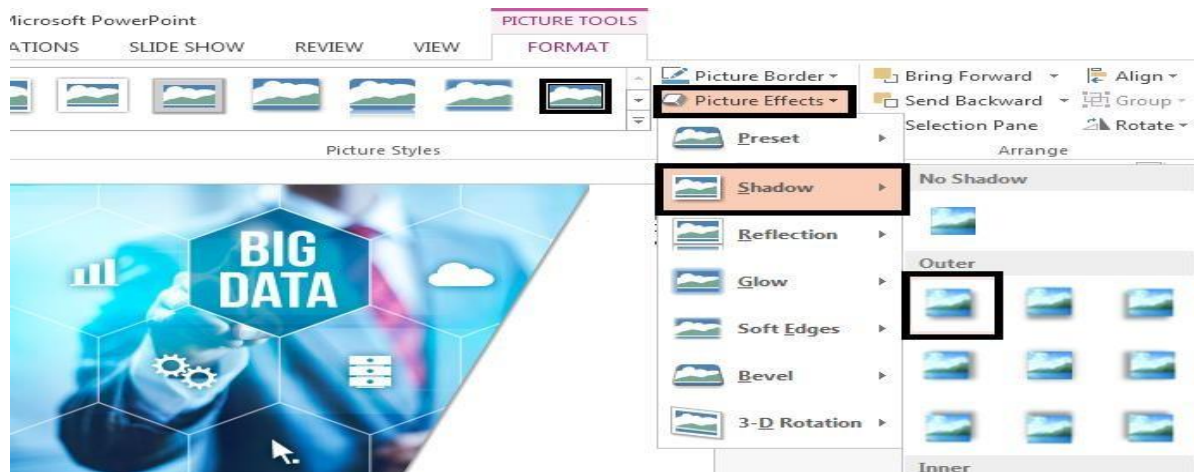 Microsoft PowerPoint
PICTURE TOOLS
ATIONS SLIDE SHOW REVIEW VIEW FORMAT
Picture Border
Bring Forward
Align
Picture Effects
Send Backward
Group
Selection Pane
Rotate
Picture Styles
Arrange
Preset
Shadow
Reflection
Glow
Soft Edges
Bevel
3-D Rotation
No Shadow
Outer
Inner
BIG
DATA